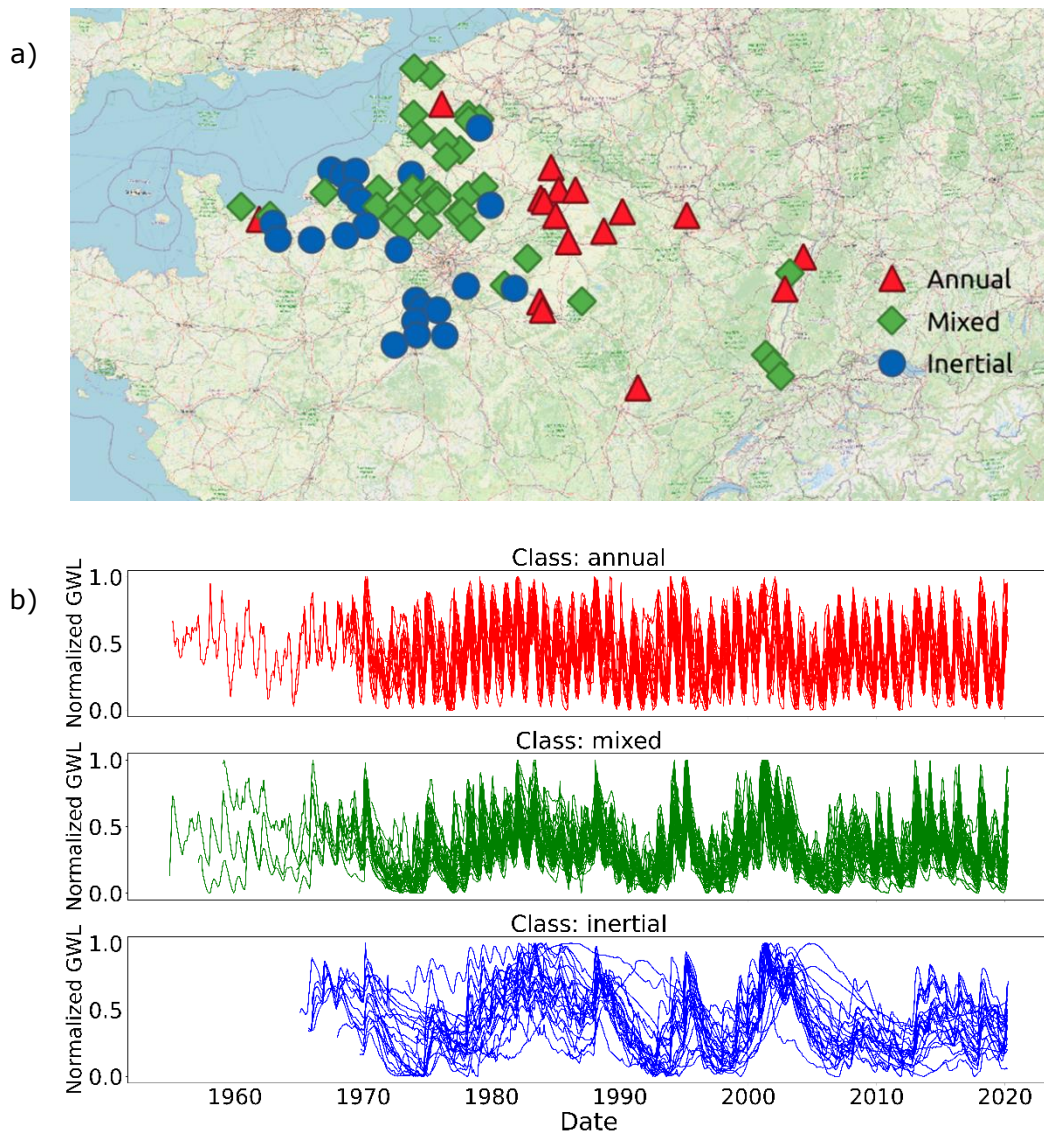 a)
Annual
Mixed
Inertial
b)
Class: annual
Normalized GWL
1.0
0.5
0.0
Class: mixed
Normalized GWL
1.0
0.5
0.0
Class: inertial
Normalized GWL
1.0
0.5
0.0
1960 1970 1980 1990 2000 2010 2020
Date